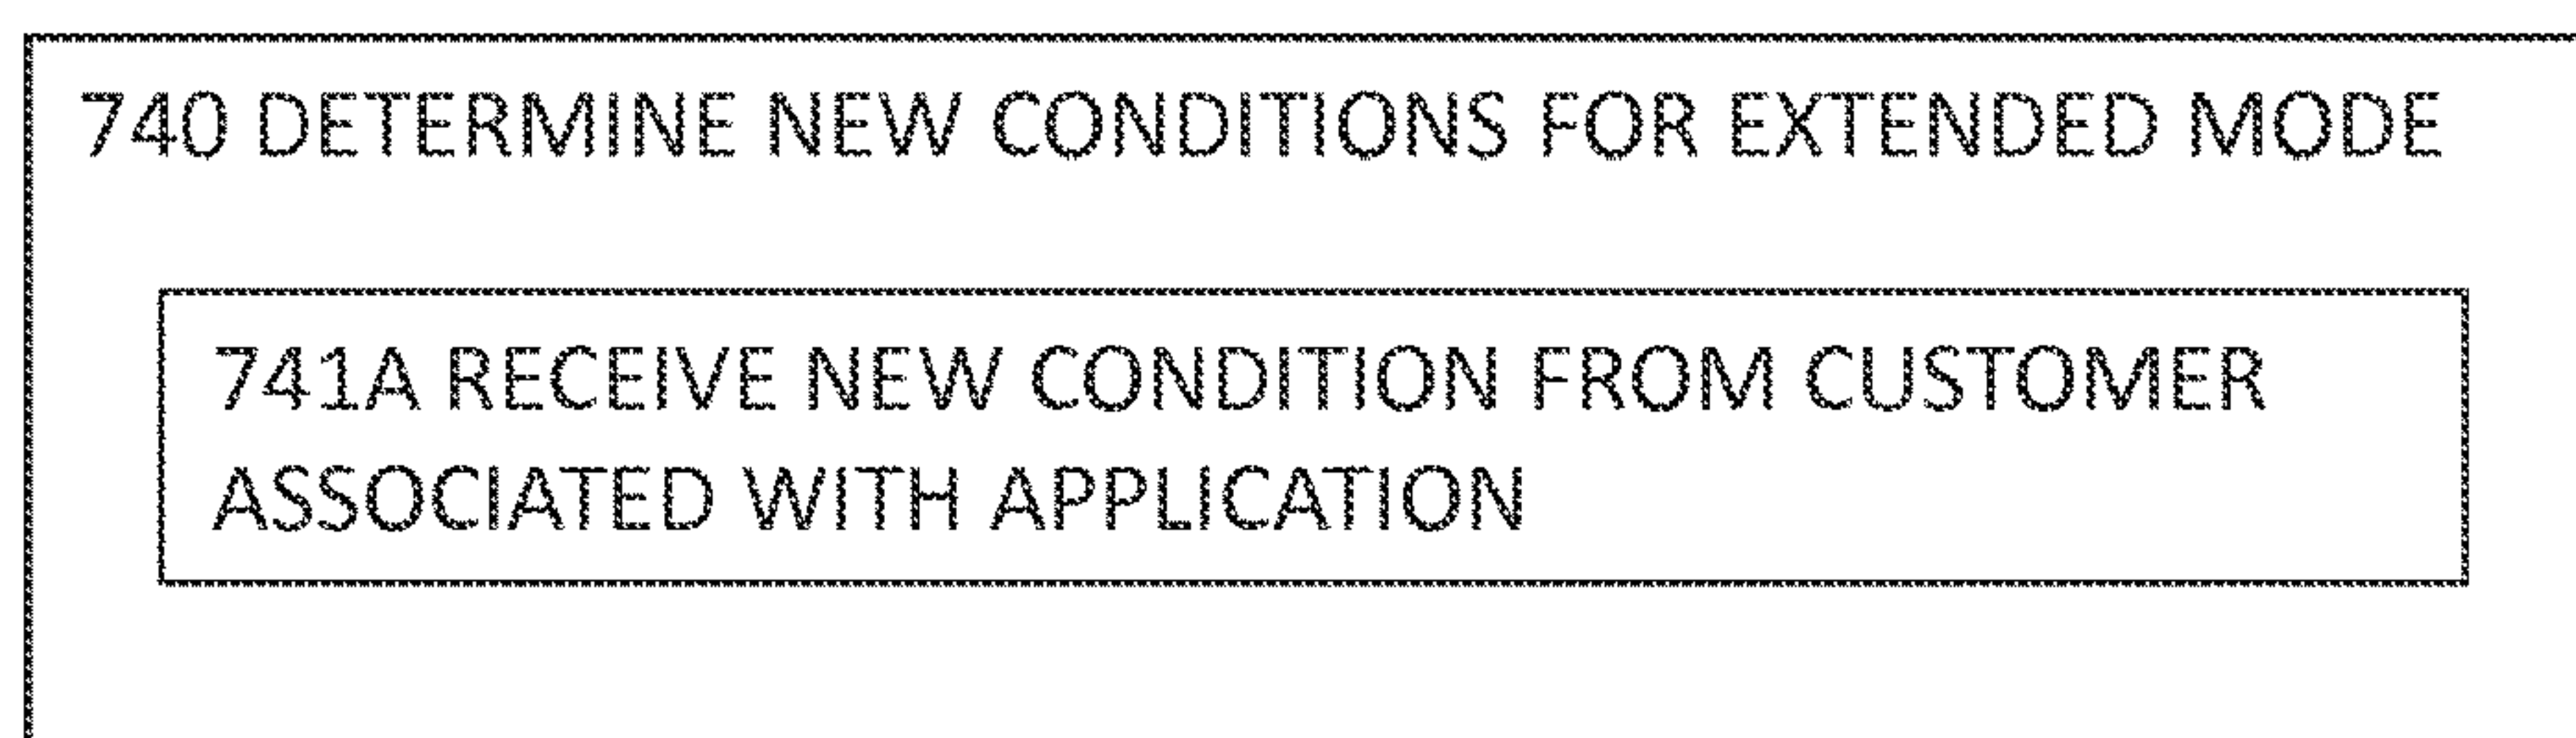 740 DETERMINE NEW CONDITIONS FOR EXTENDED MODE
741A RECEIVE NEW CONDITION FROM CUSTOMER
ASSOCIATED WITH APPLICATION